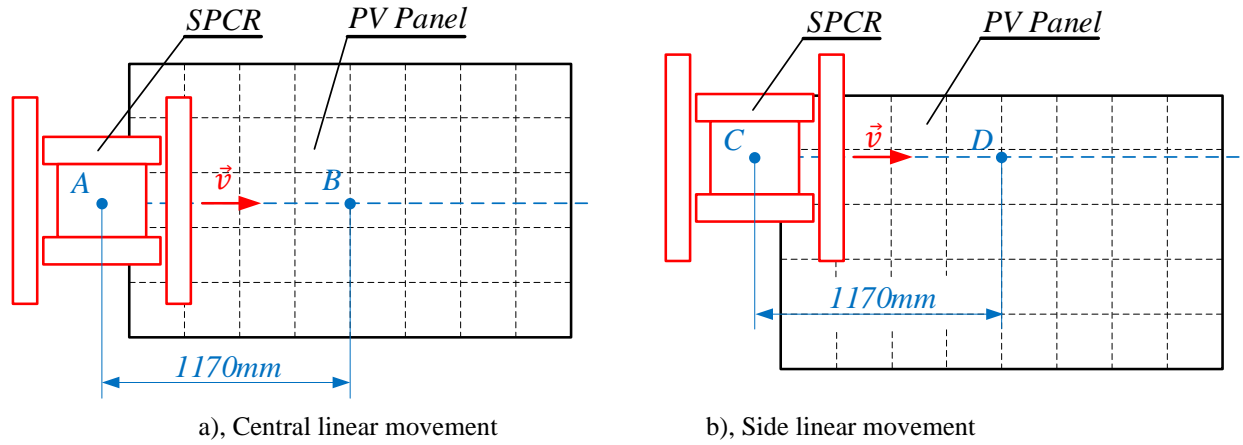 SPCR
PV Panel
A
v⃗
B
1170mm
a), Central linear movement
SPCR
PV Panel
C
v⃗
D
1170mm
b), Side linear movement